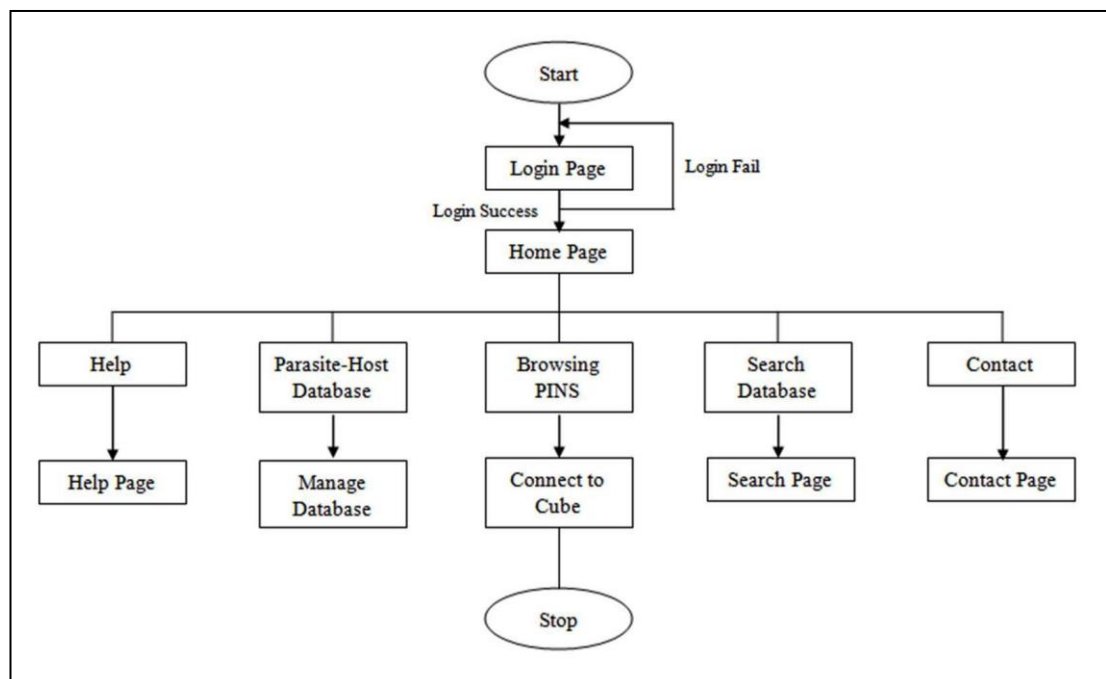 Start
Login Page
Login Fail
Login Success
Home Page
Help
Parasite-Host
Database
Browsing
PINS
Search
Database
Contact
Help Page
Manage
Database
Connect to
Cube
Search Page
Contact Page
Stop